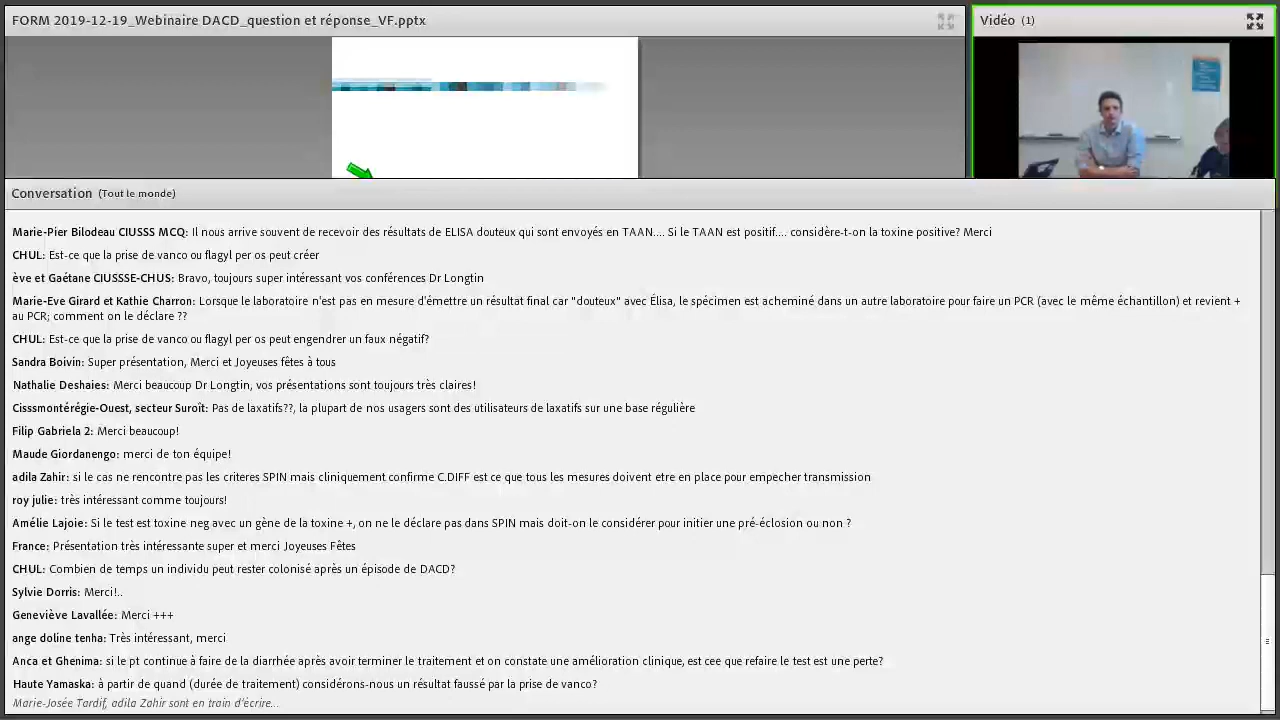 FORM 2019-12-19_Webinaire DACD_question et réponse_VF.pptx
Vidéo (1)
Conversation (Tout le monde)
Marie-Pier Bilodeau CIUSSS MCQ: Il nous arrive souvent de recevoir des résultats de ELISA douteux qui sont envoyés en TAAN.... Si le TAAN est positif.... considère-t-on la toxine positive? Merci
CHUL: Est-ce que la prise de vanco ou flagyl per os peut créer
ève et Gaétane CIUSSSE-CHUS: Bravo, toujours super intéressant vos conférences Dr Longtin
Marie-Eve Girard et Kathie Charron: Lorsque le laboratoire n'est pas en mesure d'émettre un résultat final car "douteux" avec Élisa, le spécimen est acheminé dans un autre laboratoire pour faire un PCR (avec le même échantillon) et revient +
au PCR; comment on le déclare ??
CHUL: Est-ce que la prise de vanco ou flagyl per os peut engendrer un faux négatif?
Sandra Boivin: Super présentation, Merci et Joyeuses fêtes à tous
Nathalie Deshaies: Merci beaucoup Dr Longtin, vos présentations sont toujours très claires!
Cisssmontérégie-Ouest, secteur Suroît: Pas de laxatifs??, la plupart de nos usagers sont des utilisateurs de laxatifs sur une base régulière
Filip Gabriela 2: Merci beaucoup!
Maude Giordanengo: merci de ton équipe!
adila Zahir: si le cas ne rencontre pas les criteres SPIN mais cliniquement confirme C.DIFF est ce que tous les mesures doivent etre en place pour empecher transmission
roy julie: très intéressant comme toujours!
Amélie Lajoie: Si le test est toxine neg avec un gène de la toxine +, on ne le déclare pas dans SPIN mais doit-on le considérer pour initier une pré-éclosion ou non ?
France: Présentation très intéressante super et merci Joyeuses Fêtes
CHUL: Combien de temps un individu peut rester colonisé après un épisode de DACD?
Sylvie Dorris: Merci!..
Geneviève Lavallée: Merci +++
ange doline tenha: Très intéressant, merci
Anca et Ghenima: si le pt continue à faire de la diarrhée après avoir terminer le traitement et on constate une amélioration clinique, est cee que refaire le test est une perte?
Haute Yamaska: à partir de quand (durée de traitement) considérons-nous un résultat faussé par la prise de vanco?
Marie-Josée Tardif, adila Zahir sont en train d'écrire...